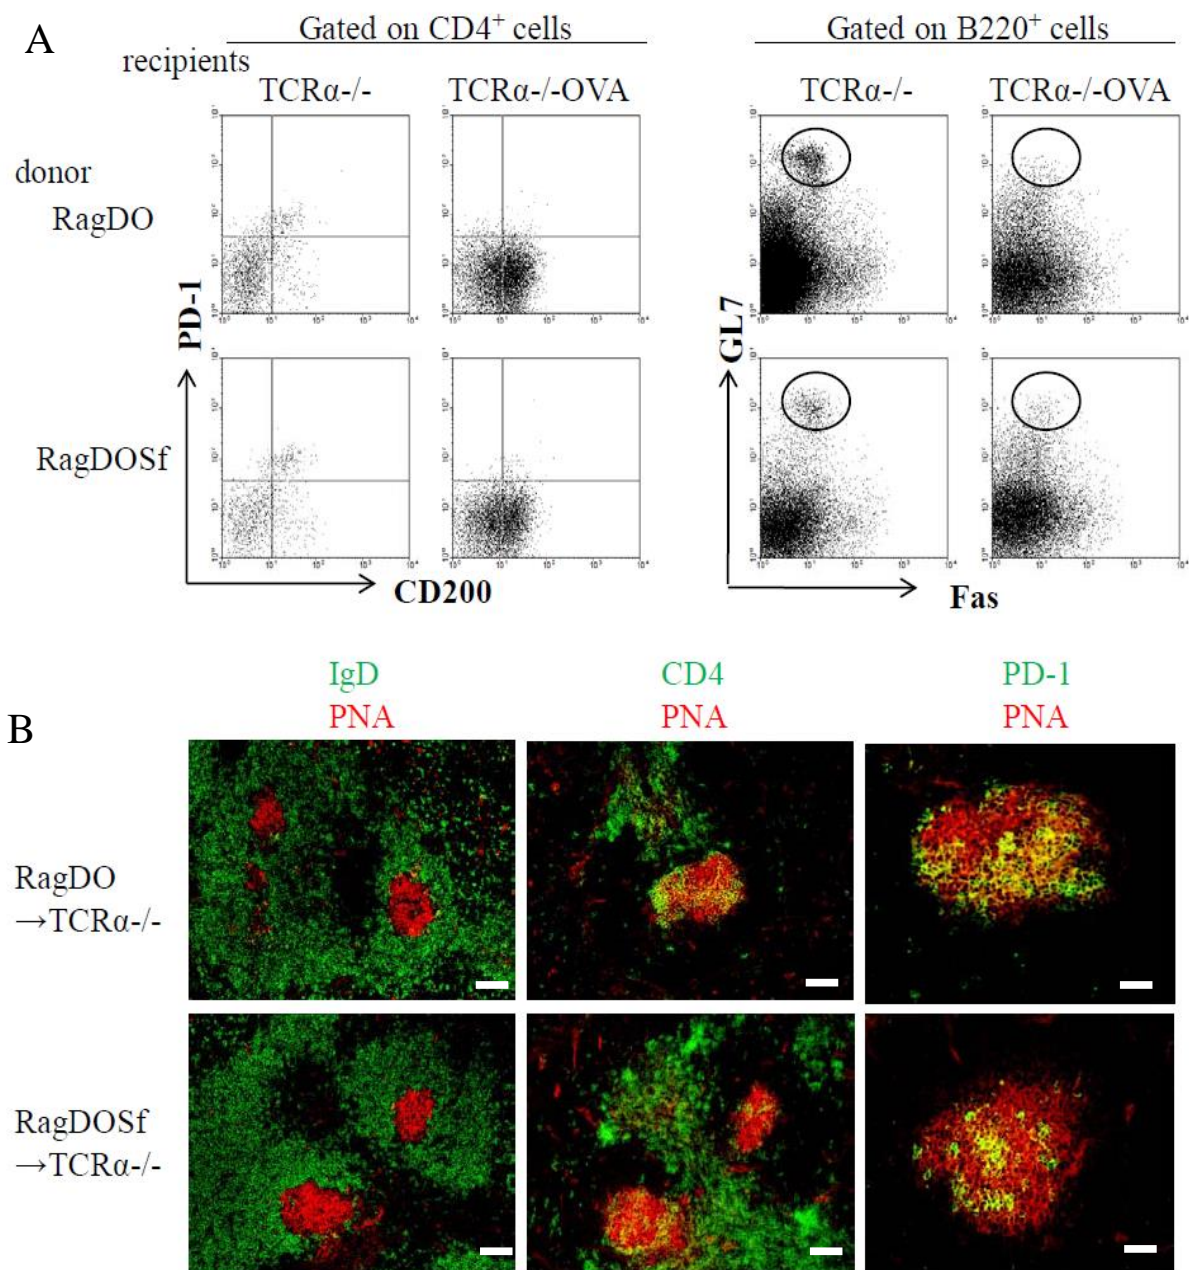 A
Gated on CD4⁺ cells
Gated on B220⁺ cells
recipients
TCRα-/-
TCRα-/-OVA
TCRα-/-
TCRα-/-OVA
donor
RagDO
PD-1
GL7
RagDOSf
CD200
Fas
B
IgD
PNA
CD4
PNA
PD-1
PNA
RagDO
→TCRα-/-
RagDOSf
→TCRα-/-